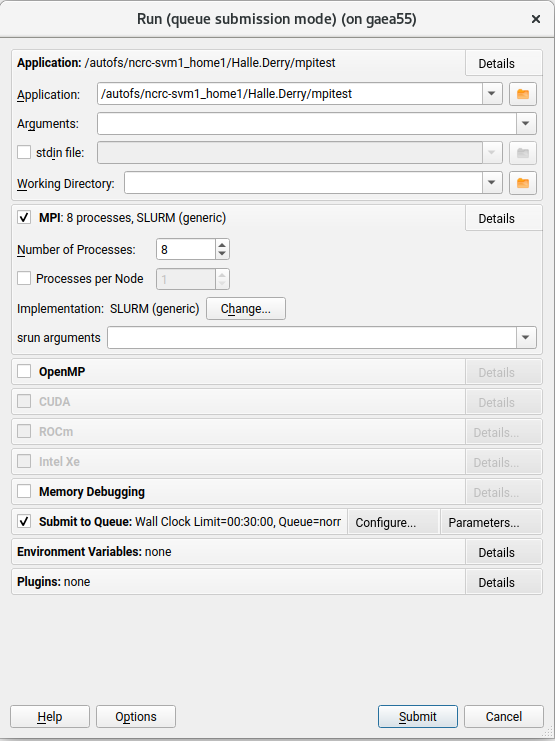 Run (queue submission mode) (on gaea55)
Application: /autofs/ncrc-svm1_home1/Halle.Derry/mpitest Details
Application: /autofs/ncrc-svm1_home1/Halle.Derry/mpitest
Arguments:
stdin file:
Working Directory:
MPI: 8 processes, SLURM (generic) Details
Number of Processes: 8
Processes per Node 1
Implementation: SLURM (generic) Change...
srun arguments
OpenMP Details
CUDA Details
ROCm Details...
Intel Xe Details...
Memory Debugging Details...
Submit to Queue: Wall Clock Limit=00:30:00, Queue=norr Configure... Parameters...
Environment Variables: none Details
Plugins: none Details
Help Options Submit Cancel